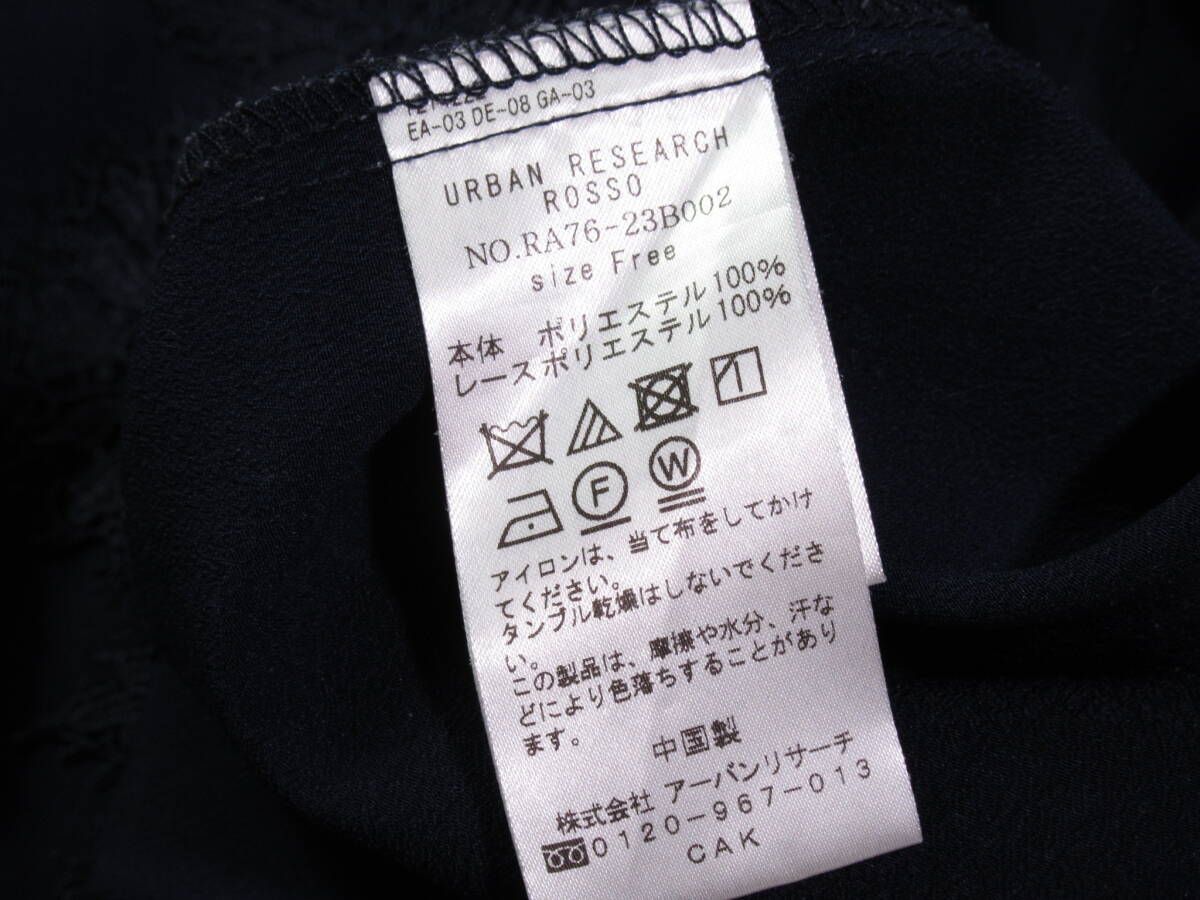 EA-03 DE-08 GA-03
URBAN RESEARCH
ROSSO
NO.RA76-23B002
size Free
本体 ポリエステル100%
レースポリエステル100%
F W
アイロンは、当て布をしてかけ
てください。
タンブル乾燥はしないでくださ
い。
この製品は、摩擦や水分、汗な
どにより色落ちすることがあり
ます。
中国製
株式会社 アーバンリサーチ
0120-967-013
CAK